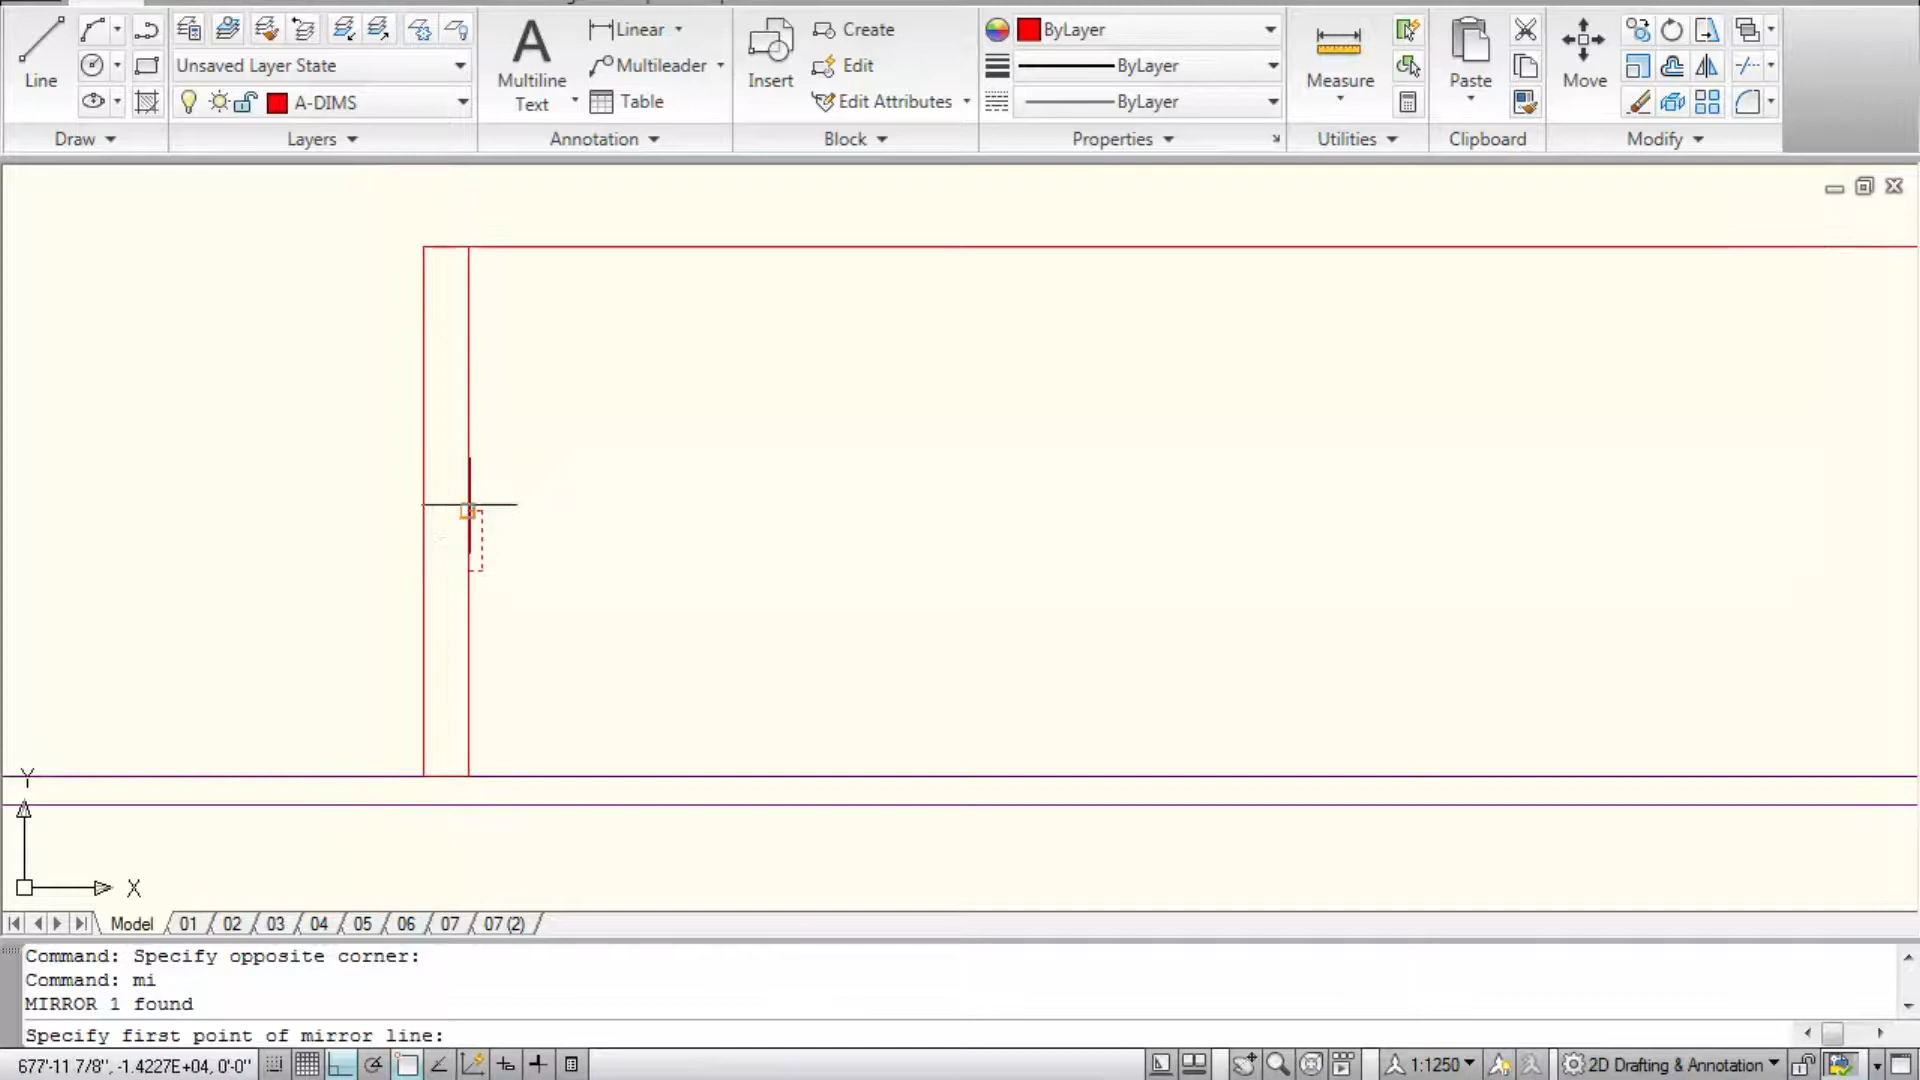 Line
Draw
Unsaved Layer State
A-DIMS
Layers
A
Multiline
Text
Linear
Multileader
Table
Annotation
Insert
Create
Edit
Edit Attributes
Block
ByLayer
ByLayer
ByLayer
Properties
Measure
Utilities
Paste
Clipboard
Move
Modify
Y
X
Model 01 02 03 04 05 06 07 07 (2)
Command: Specify opposite corner:
Command: mi
MIRROR 1 found
Specify first point of mirror line:
677'-11 7/8", -1.4227E+04, 0'-0"
1:1250
2D Drafting & Annotation